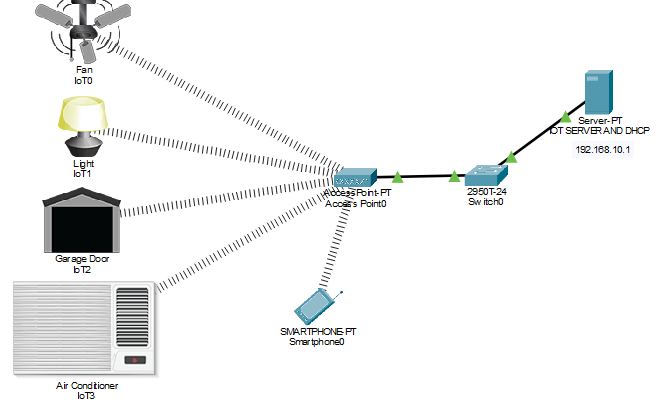 Fan
IoT0
Light
IoT1
Garage Door
IoT2
Air Conditioner
IoT3
AccessPoint-PT
Access Point0
SMARTPHONE-PT
Smartphone0
2950T-24
Switch0
Server-PT
IOT SERVER AND DHCP
192.168.10.1